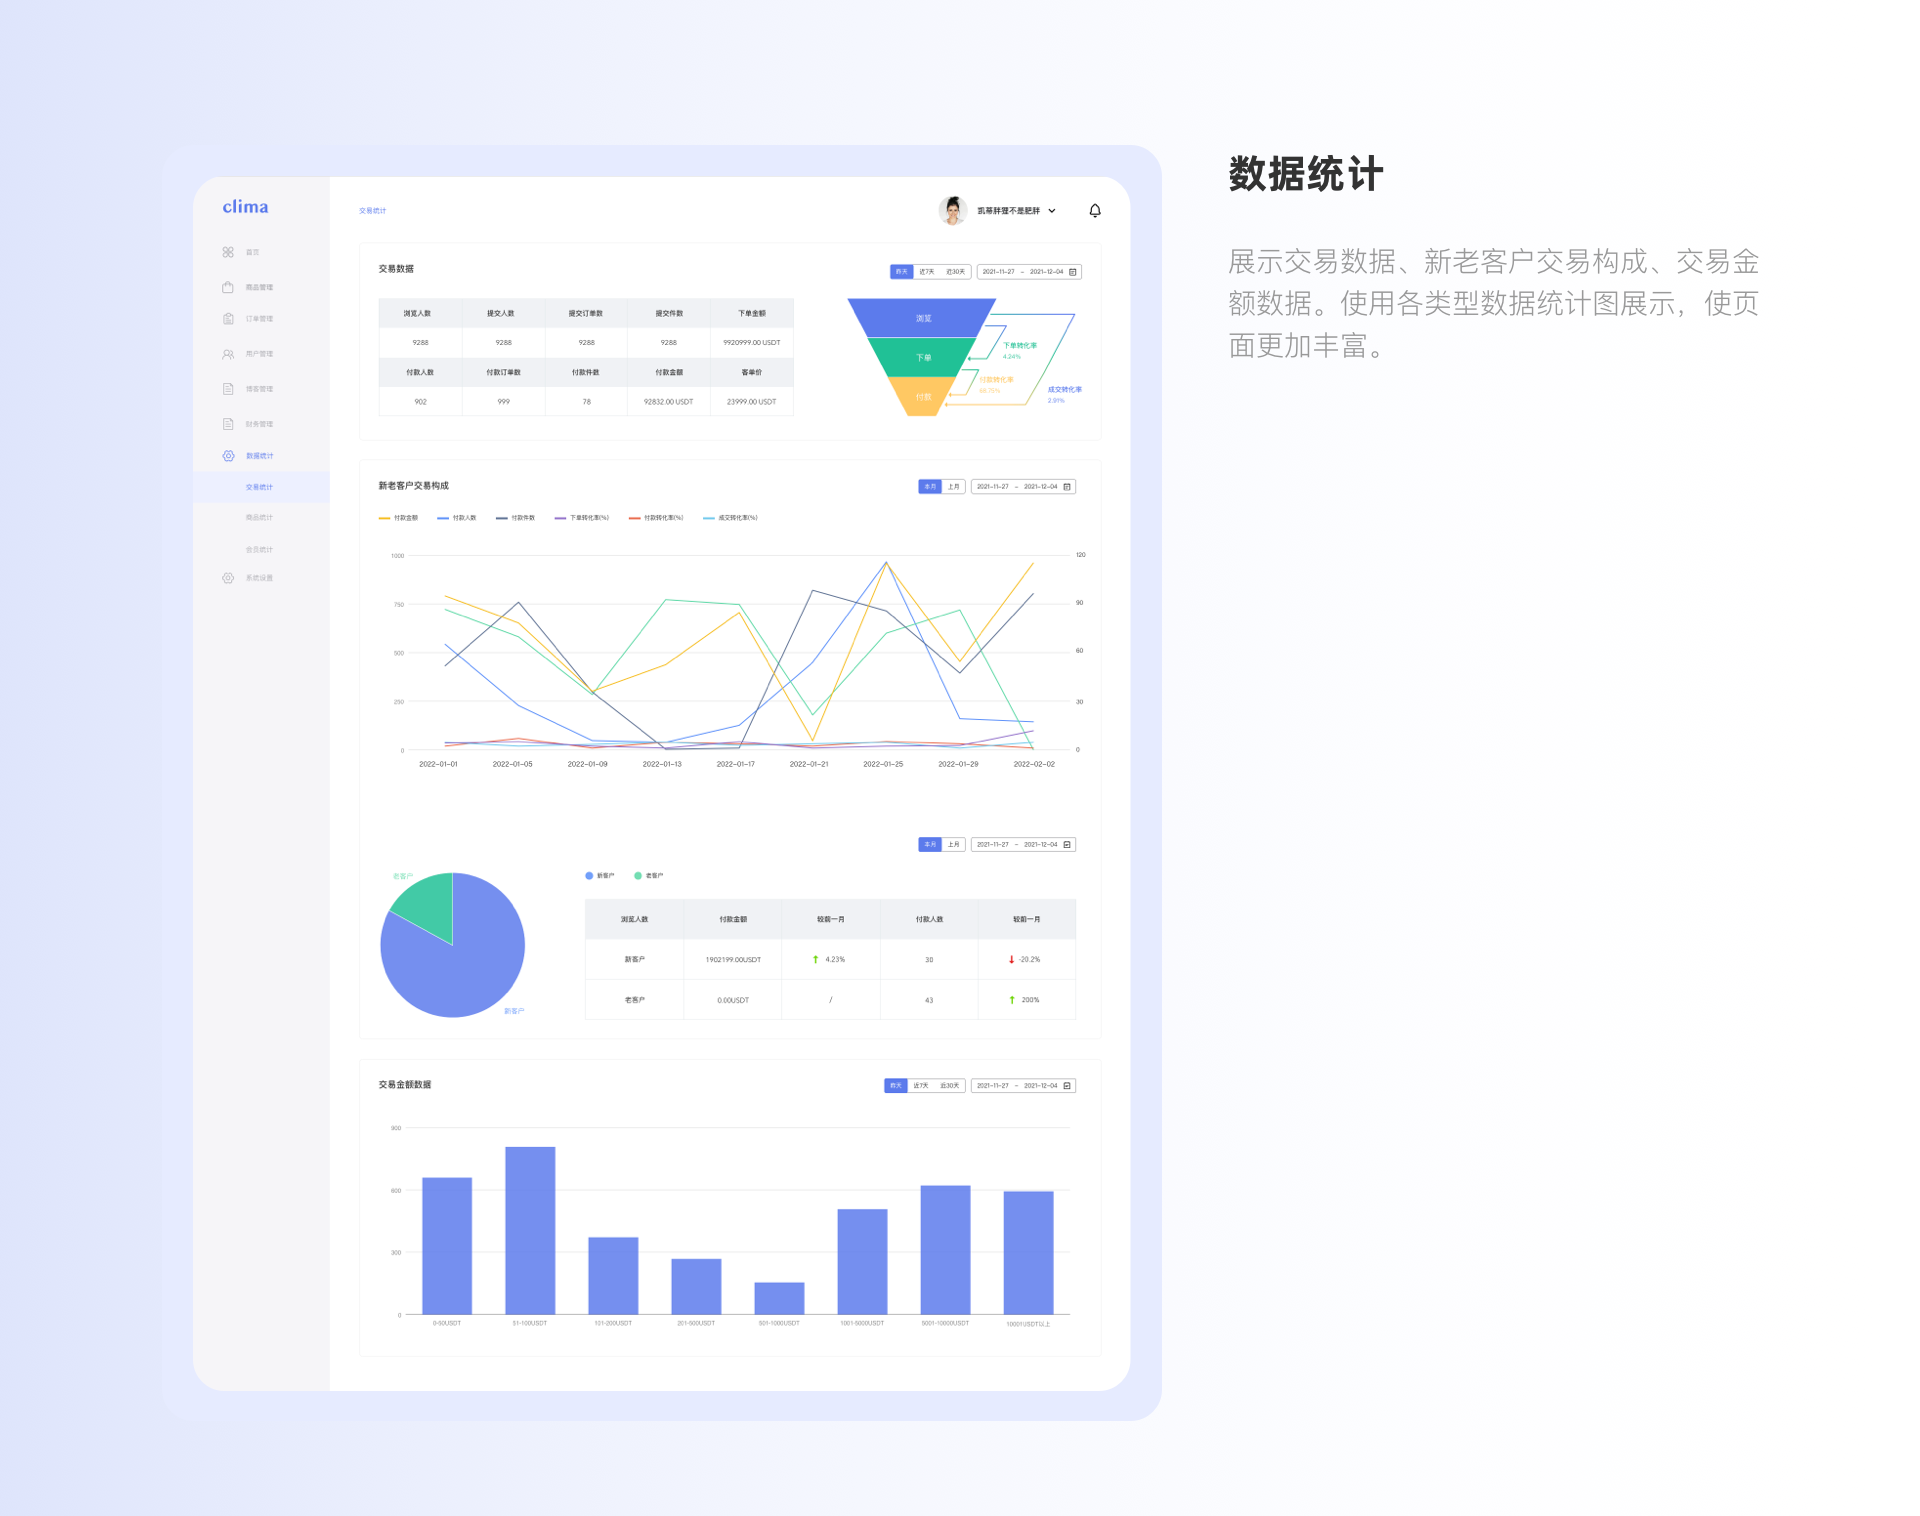 数据统计
展示交易数据、新老客户交易构成、交易金
额数据。使用各类型数据统计图展示，使页
面更加丰富。
clima
首页
商品管理
订单管理
用户管理
博客管理
财务管理
数据统计
交易统计
商品统计
会员统计
系统设置
交易统计
凯蒂胖狸不是肥胖
交易数据
昨天 近7天 近30天 2021-11-27 - 2021-12-04
浏览人数 提交人数 提交订单数 提交件数 下单金额
9288 9288 9288 9288 9920999.00 USDT
付款人数 付款订单数 付款件数 付款金额 客单价
902 999 78 92832.00 USDT 23999.00 USDT
浏览
下单
付款
下单转化率
4.24%
付款转化率
68.70%
成交转化率
2.91%
新老客户交易构成
本月 上月 2021-11-27 - 2021-12-04
付款金额 付款人数 付款件数 下单转化率(%) 付款转化率(%) 成交转化率(%)
1000 120
750 90
500 60
250 30
0 0
2022-01-01 2022-01-05 2022-01-09 2022-01-13 2022-01-17 2022-01-21 2022-01-25 2022-01-29 2022-02-02
本月 上月 2021-11-27 - 2021-12-04
老客户
新客户
新客户 老客户
浏览人数 付款金额 较前一月 付款人数 较前一月
新客户 1902199.00USDT 4.23% 30 -20.2%
老客户 0.00USDT / 43 200%
交易金额数据
昨天 近7天 近30天 2021-11-27 - 2021-12-04
900
600
300
0
0-50USDT 51-100USDT 101-200USDT 201-500USDT 501-1000USDT 1001-5000USDT 5001-10000USDT 10001USDT以上